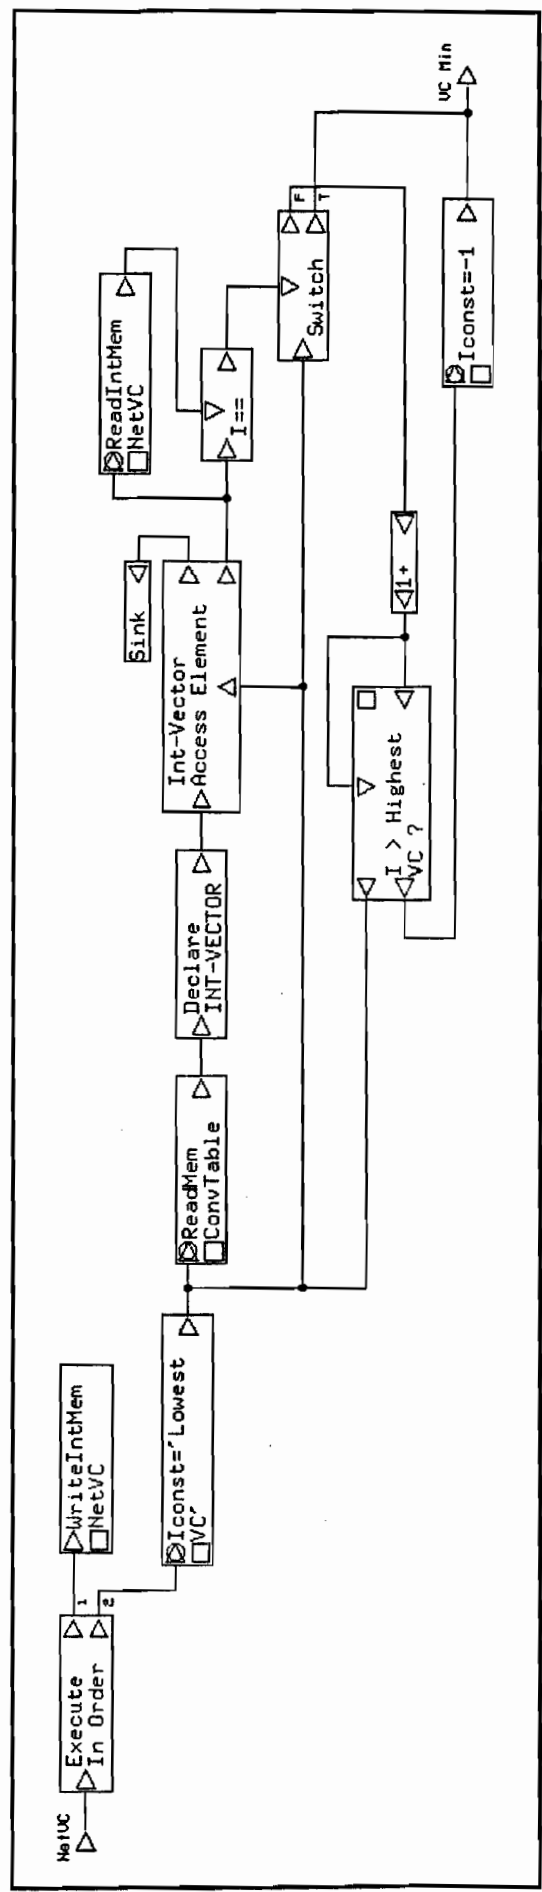 NetVC
Execute
In Order
1
2
WriteIntMem
NetVC
Iconst='Lowest
VC'
ReadMem
ConvTable
Declare
INT-VECTOR
Int-Vector
Access Element
Sink
ReadIntMem
NetVC
I==
Switch
F
T
I > Highest
VC ?
1+
Iconst=-1
VC Min